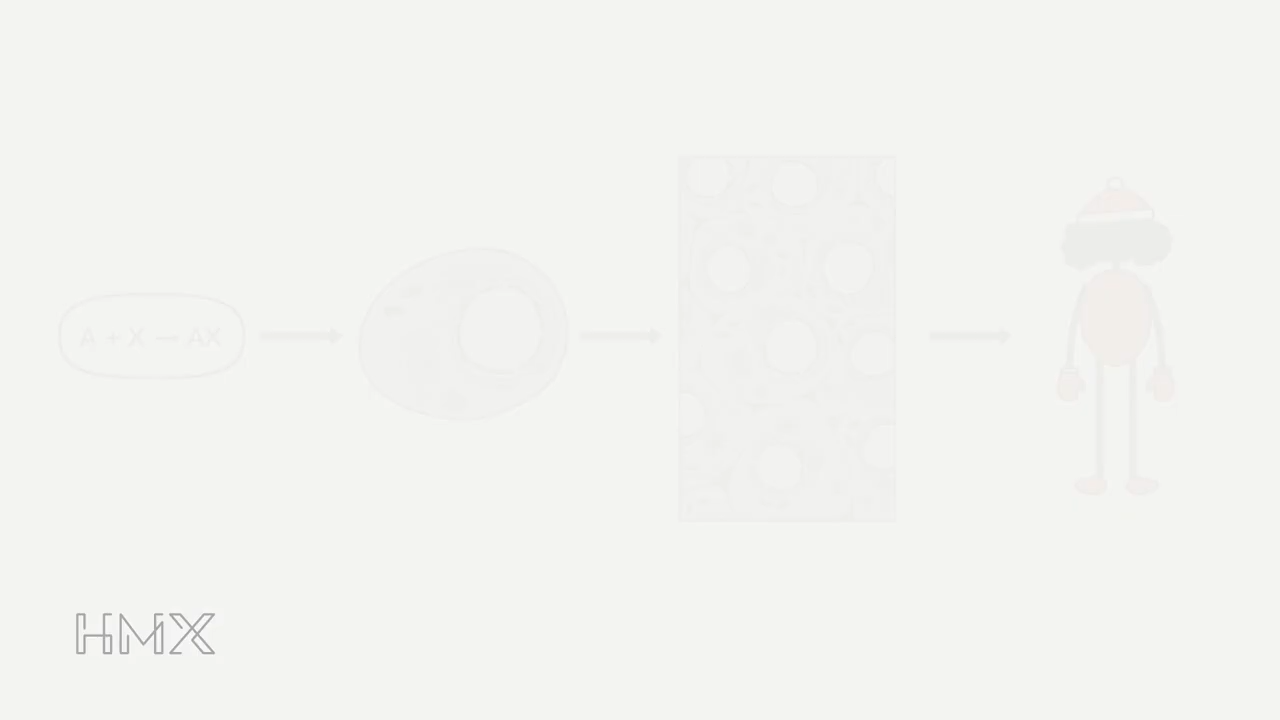 A + X → AX
HMX